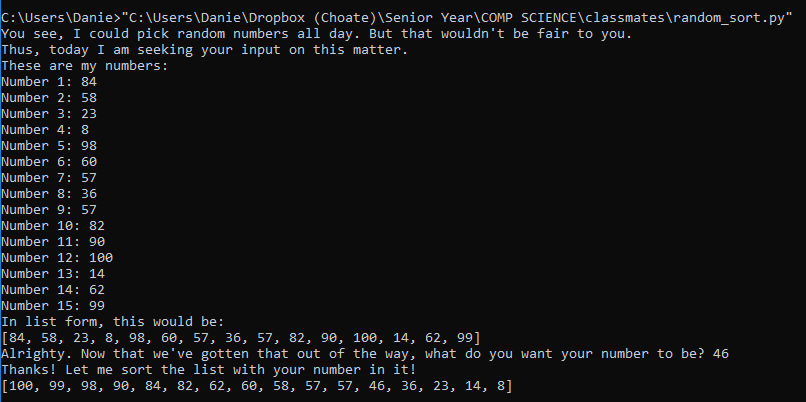 C:\Users\Danie>"C:\Users\Danie\Dropbox (Choate)\Senior Year\COMP SCIENCE\classmates\random_sort.py"
You see, I could pick random numbers all day. But that wouldn't be fair to you.
Thus, today I am seeking your input on this matter.
These are my numbers:
Number 1: 84
Number 2: 58
Number 3: 23
Number 4: 8
Number 5: 98
Number 6: 60
Number 7: 57
Number 8: 36
Number 9: 57
Number 10: 82
Number 11: 90
Number 12: 100
Number 13: 14
Number 14: 62
Number 15: 99
In list form, this would be:
[84, 58, 23, 8, 98, 60, 57, 36, 57, 82, 90, 100, 14, 62, 99]
Alrighty. Now that we've gotten that out of the way, what do you want your number to be? 46
Thanks! Let me sort the list with your number in it!
[100, 99, 98, 90, 84, 82, 62, 60, 58, 57, 57, 46, 36, 23, 14, 8]